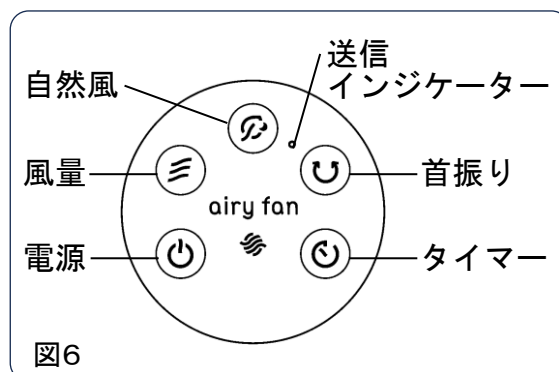 送信
インジケーター
自然風
風量
首振り
airy fan
電源
タイマー
図6